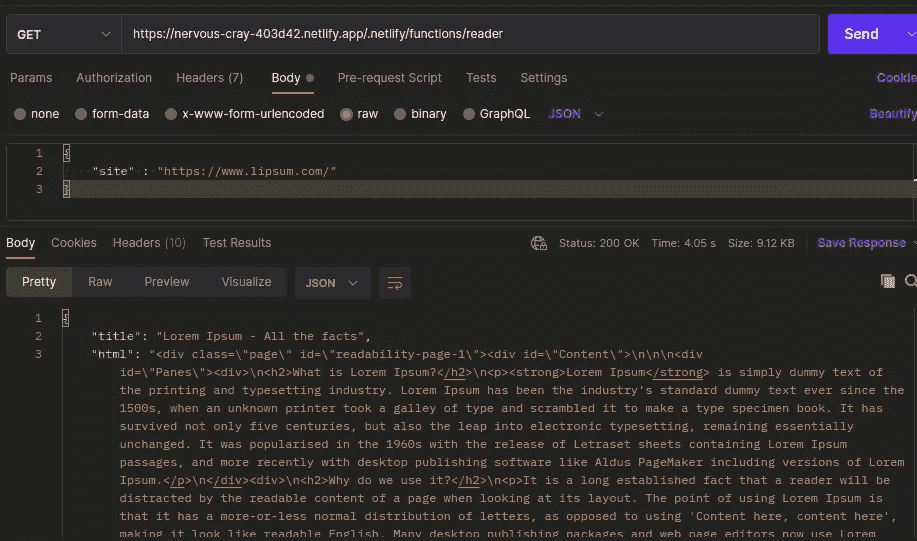 GET https://nervous-cray-403d42.netlify.app/.netlify/functions/reader Send
Params Authorization Headers (7) Body Pre-request Script Tests Settings Cookie
none form-data x-www-form-urlencoded raw binary GraphQL JSON Beautify
1 {
2 "site" : "https://www.lipsum.com/"
3 }
Body Cookies Headers (10) Test Results Status: 200 OK Time: 4.05 s Size: 9.12 KB Save Response
Pretty Raw Preview Visualize JSON
1 {
2 "title": "Lorem Ipsum - All the facts",
3 "html": "<div class=\"page\" id=\"readability-page-1\"><div id=\"Content\">\n\n\n<div
id=\"Panes\"><div>\n<h2>What is Lorem Ipsum?</h2>\n<p><strong>Lorem Ipsum</strong> is simply dummy text of
the printing and typesetting industry. Lorem Ipsum has been the industry's standard dummy text ever since the
1500s, when an unknown printer took a galley of type and scrambled it to make a type specimen book. It has
survived not only five centuries, but also the leap into electronic typesetting, remaining essentially
unchanged. It was popularised in the 1960s with the release of Letraset sheets containing Lorem Ipsum
passages, and more recently with desktop publishing software like Aldus PageMaker including versions of Lorem
Ipsum.</p>\n</div><div>\n<h2>Why do we use it?</h2>\n<p>It is a long established fact that a reader will be
distracted by the readable content of a page when looking at its layout. The point of using Lorem Ipsum is
that it has a more-or-less normal distribution of letters, as opposed to using 'Content here, content here',
making it look like readable English. Many desktop publishing packages and web page editors now use Lorem